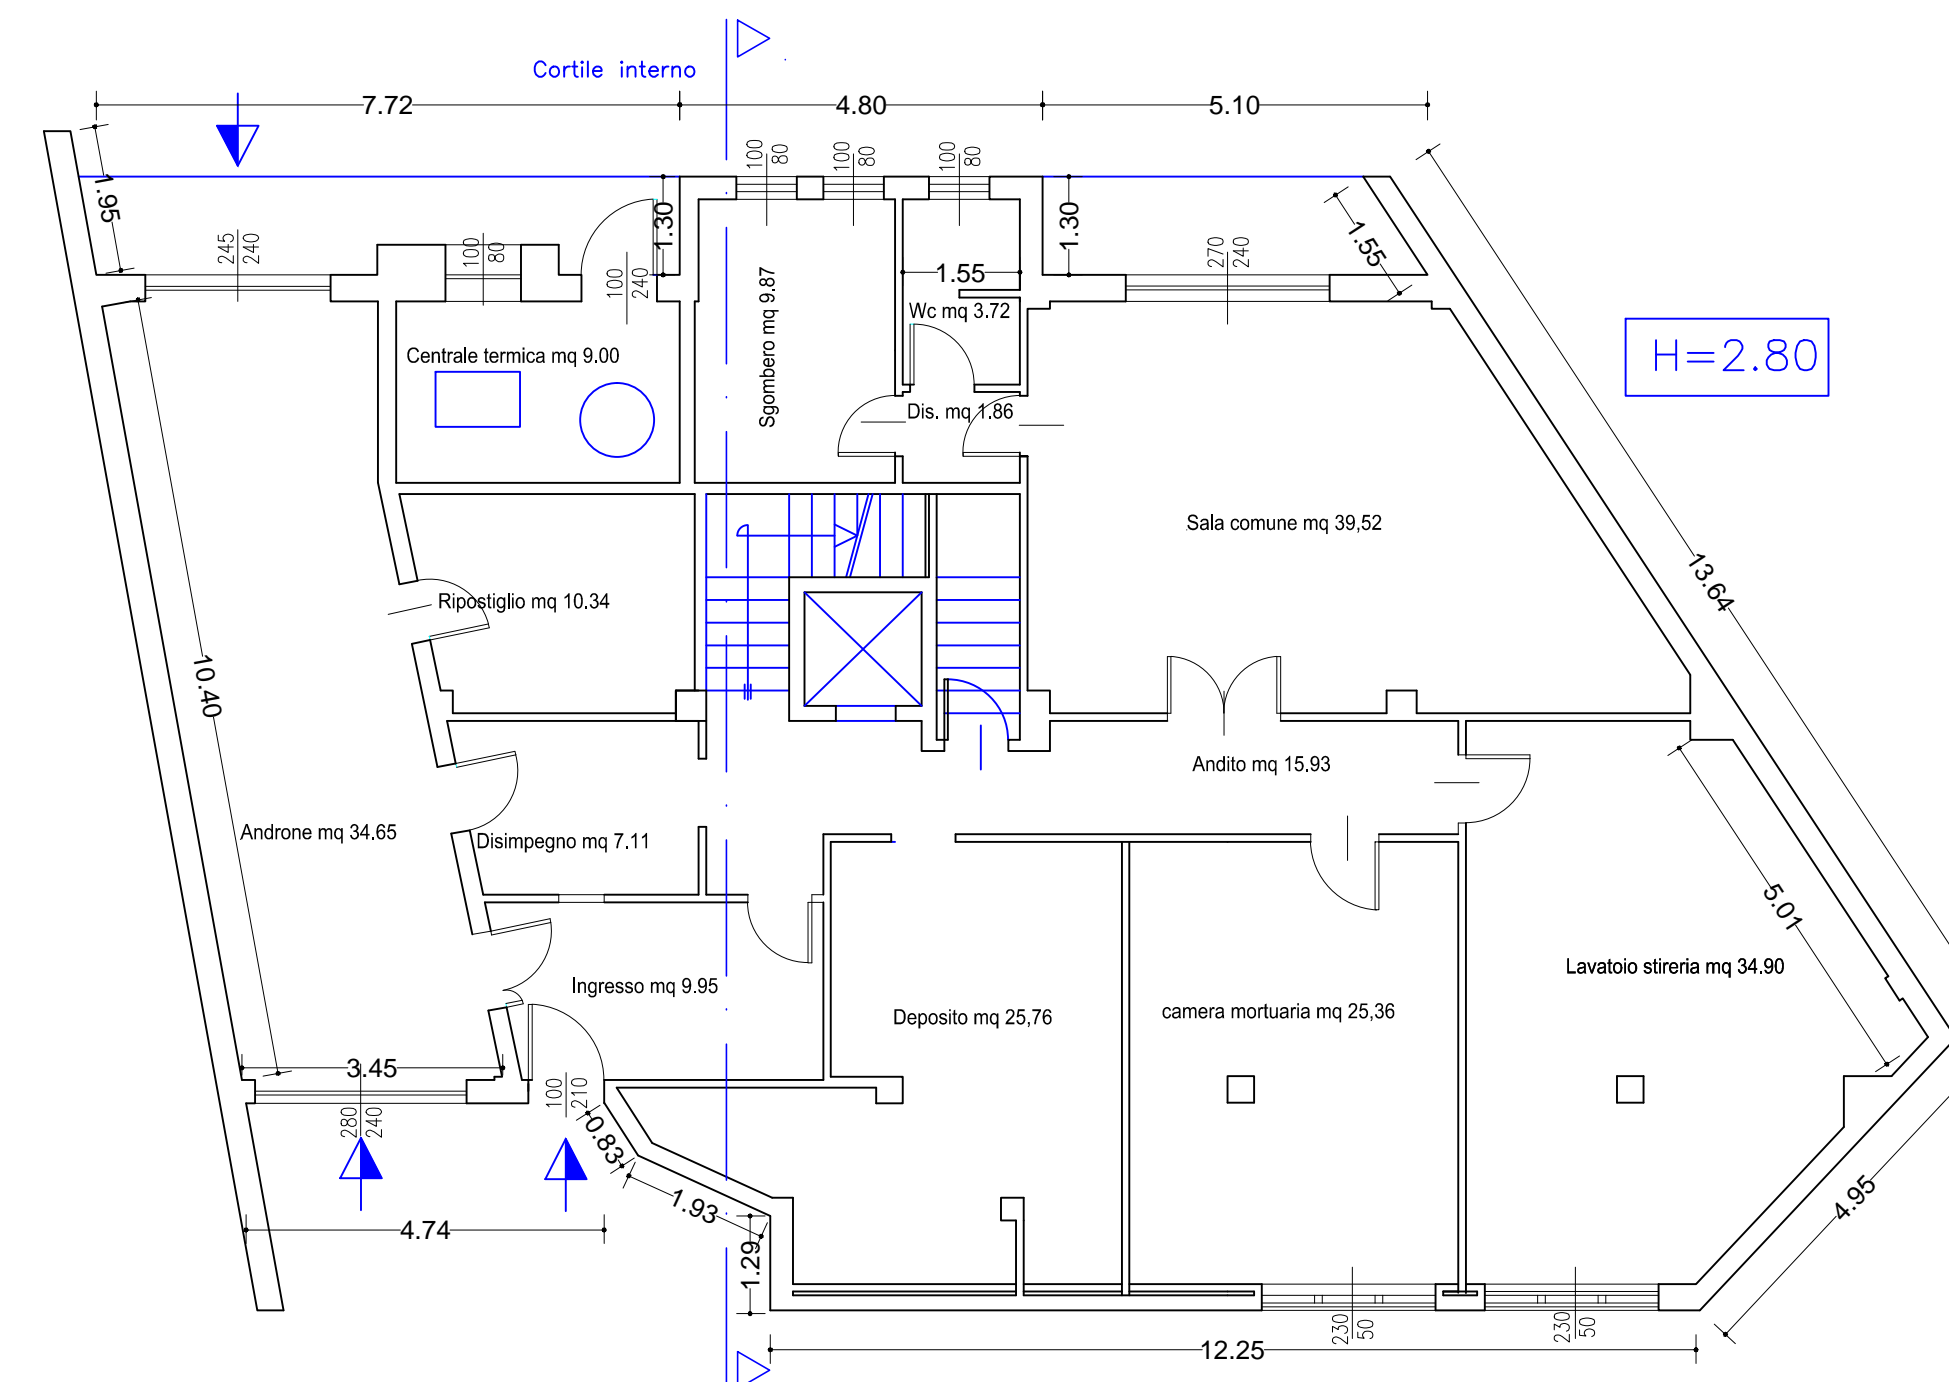 Cortile interno
7.72
4.80
5.10
1.95
245
240
100
80
100
240
1.30
100
80
100
80
100
80
1.30
270
240
1.55
1.55
Wc mq 3.72
H=2.80
Centrale termica mq 9.00
Sgombero mq 9.87
Dis. mq 1.86
Sala comune mq 39,52
13.64
Ripostiglio mq 10.34
10.40
Andito mq 15.93
Androne mq 34.65
Disimpegno mq 7.11
5.01
Lavatoio stireria mq 34.90
Ingresso mq 9.95
Deposito mq 25,76
camera mortuaria mq 25,36
3.45
280
240
100
210
0.83
1.93
4.95
4.74
1.29
230
50
230
50
12.25